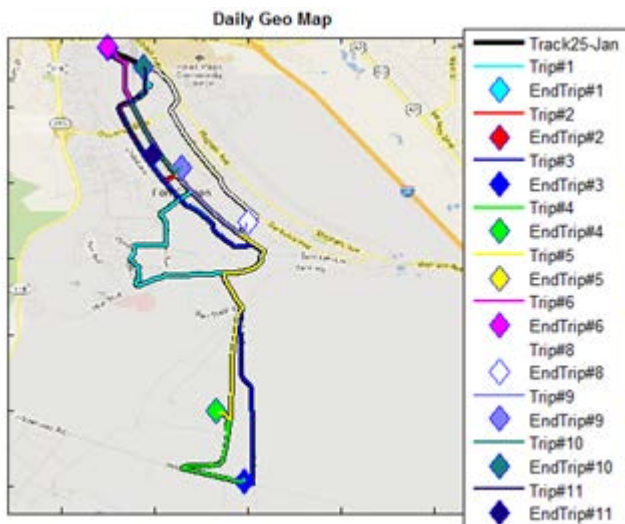 Daily Geo Map
Track25-Jan
Trip#1
EndTrip#1
Trip#2
EndTrip#2
Trip#3
EndTrip#3
Trip#4
EndTrip#4
Trip#5
EndTrip#5
Trip#6
EndTrip#6
Trip#8
EndTrip#8
Trip#9
EndTrip#9
Trip#10
EndTrip#10
Trip#11
EndTrip#11